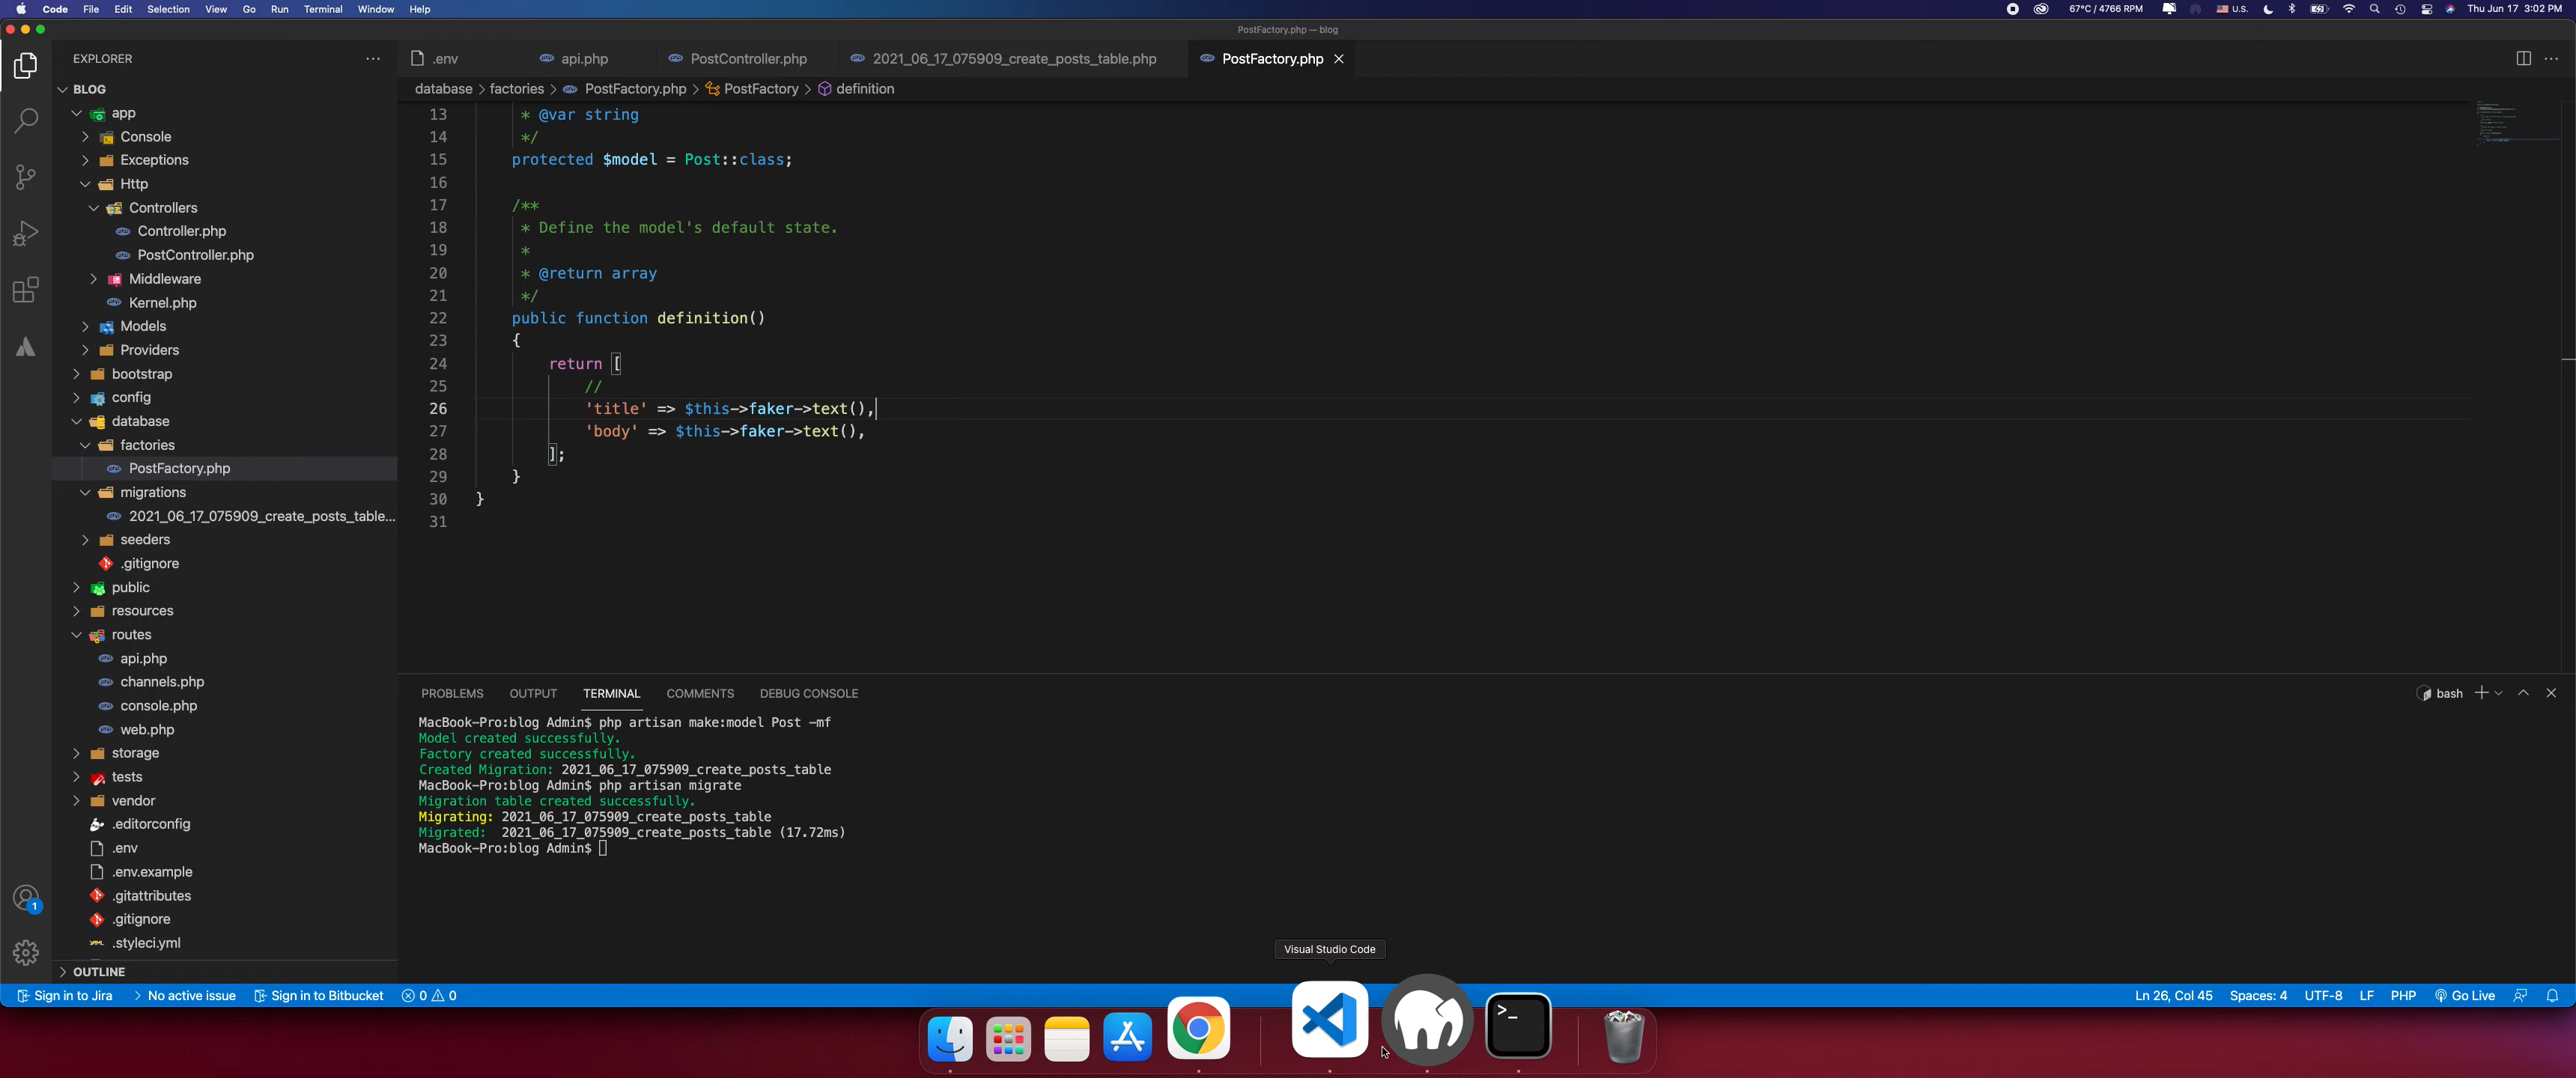 Code File Edit Selection View Go Run Terminal Window Help
67°C / 4766 RPM U.S. Thu Jun 17 3:02 PM
PostFactory.php — blog
EXPLORER
BLOG
app
Console
Exceptions
Http
Controllers
Controller.php
PostController.php
Middleware
Kernel.php
Models
Providers
bootstrap
config
database
factories
PostFactory.php
migrations
2021_06_17_075909_create_posts_table...
seeders
.gitignore
public
resources
routes
api.php
channels.php
console.php
web.php
storage
tests
vendor
.editorconfig
.env
.env.example
.gitattributes
.gitignore
.styleci.yml
OUTLINE
.env api.php PostController.php 2021_06_17_075909_create_posts_table.php PostFactory.php
database > factories > PostFactory.php > PostFactory > definition
13 * @var string
14 */
15 protected $model = Post::class;
16
17 /**
18 * Define the model's default state.
19 *
20 * @return array
21 */
22 public function definition()
23 {
24 return [
25 //
26 'title' => $this->faker->text(),
27 'body' => $this->faker->text(),
28 ];
29 }
30 }
31
PROBLEMS OUTPUT TERMINAL COMMENTS DEBUG CONSOLE
bash
MacBook-Pro:blog Admin$ php artisan make:model Post -mf
Model created successfully.
Factory created successfully.
Created Migration: 2021_06_17_075909_create_posts_table
MacBook-Pro:blog Admin$ php artisan migrate
Migration table created successfully.
Migrating: 2021_06_17_075909_create_posts_table
Migrated: 2021_06_17_075909_create_posts_table (17.72ms)
MacBook-Pro:blog Admin$
Visual Studio Code
1
Sign in to Jira No active issue Sign in to Bitbucket 0 0
Ln 26, Col 45 Spaces: 4 UTF-8 LF PHP Go Live
>_